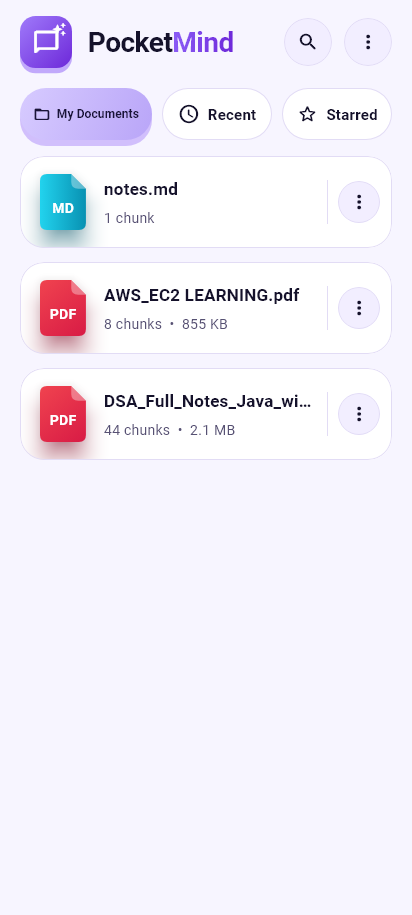 PocketMind
My Documents
Recent
Starred
MD
notes.md
1 chunk
PDF
AWS_EC2 LEARNING.pdf
8 chunks • 855 KB
PDF
DSA_Full_Notes_Java_wi...
44 chunks • 2.1 MB